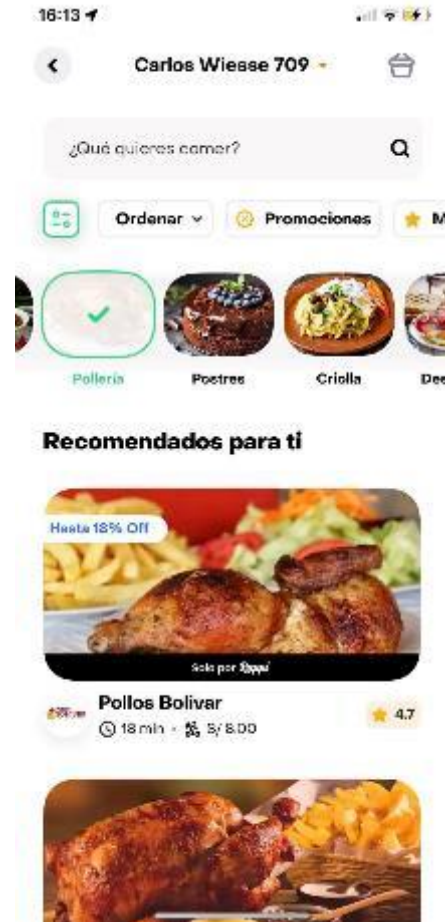 16:13
Carlos Wiesse 709
¿Qué quieres comer?
Ordenar
Promociones
M
Pollería
Postres
Criolla
Des
Recomendados para ti
Hasta 18% Off
Solo por Rappi
Pollos Bolivar
4.7
18 min - S/ 8.00